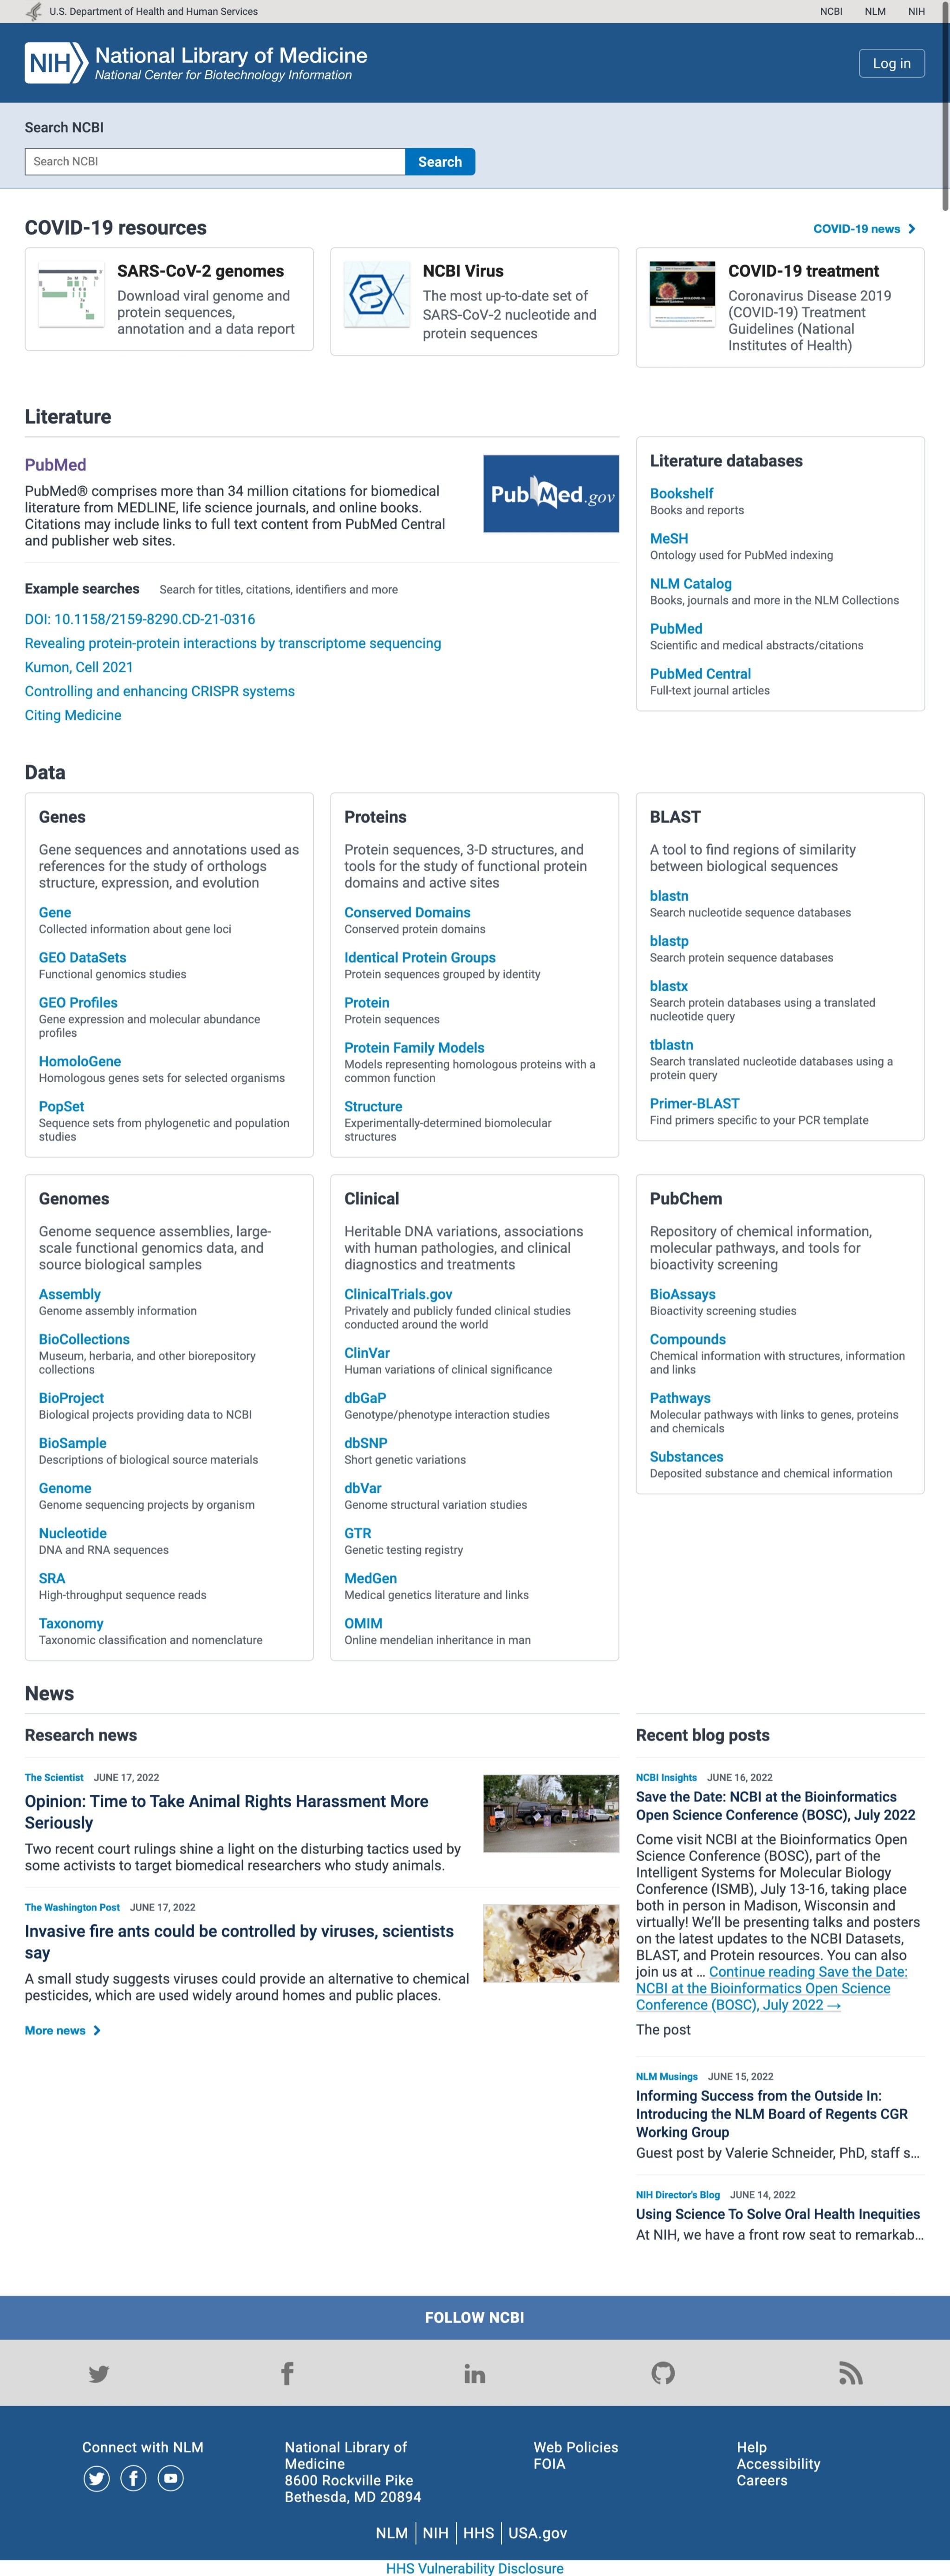 U.S. Department of Health and Human Services
NCBI NLM NIH
NIH
National Library of Medicine
National Center for Biotechnology Information
Log in
Search NCBI
Search NCBI
Search
COVID-19 resources
COVID-19 news
SARS-CoV-2 genomes
Download viral genome and
protein sequences,
annotation and a data report
NCBI Virus
The most up-to-date set of
SARS-CoV-2 nucleotide and
protein sequences
COVID-19 treatment
Coronavirus Disease 2019
(COVID-19) Treatment
Guidelines (National
Institutes of Health)
Literature
PubMed
PubMed® comprises more than 34 million citations for biomedical
literature from MEDLINE, life science journals, and online books.
Citations may include links to full text content from PubMed Central
and publisher web sites.
PubMed.gov
Example searches Search for titles, citations, identifiers and more
DOI: 10.1158/2159-8290.CD-21-0316
Revealing protein-protein interactions by transcriptome sequencing
Kumon, Cell 2021
Controlling and enhancing CRISPR systems
Citing Medicine
Literature databases
Bookshelf
Books and reports
MeSH
Ontology used for PubMed indexing
NLM Catalog
Books, journals and more in the NLM Collections
PubMed
Scientific and medical abstracts/citations
PubMed Central
Full-text journal articles
Data
Genes
Gene sequences and annotations used as
references for the study of orthologs
structure, expression, and evolution
Gene
Collected information about gene loci
GEO DataSets
Functional genomics studies
GEO Profiles
Gene expression and molecular abundance
profiles
HomoloGene
Homologous genes sets for selected organisms
PopSet
Sequence sets from phylogenetic and population
studies
Proteins
Protein sequences, 3-D structures, and
tools for the study of functional protein
domains and active sites
Conserved Domains
Conserved protein domains
Identical Protein Groups
Protein sequences grouped by identity
Protein
Protein sequences
Protein Family Models
Models representing homologous proteins with a
common function
Structure
Experimentally-determined biomolecular
structures
BLAST
A tool to find regions of similarity
between biological sequences
blastn
Search nucleotide sequence databases
blastp
Search protein sequence databases
blastx
Search protein databases using a translated
nucleotide query
tblastn
Search translated nucleotide databases using a
protein query
Primer-BLAST
Find primers specific to your PCR template
Genomes
Genome sequence assemblies, large-
scale functional genomics data, and
source biological samples
Assembly
Genome assembly information
BioCollections
Museum, herbaria, and other biorepository
collections
BioProject
Biological projects providing data to NCBI
BioSample
Descriptions of biological source materials
Genome
Genome sequencing projects by organism
Nucleotide
DNA and RNA sequences
SRA
High-throughput sequence reads
Taxonomy
Taxonomic classification and nomenclature
Clinical
Heritable DNA variations, associations
with human pathologies, and clinical
diagnostics and treatments
ClinicalTrials.gov
Privately and publicly funded clinical studies
conducted around the world
ClinVar
Human variations of clinical significance
dbGaP
Genotype/phenotype interaction studies
dbSNP
Short genetic variations
dbVar
Genome structural variation studies
GTR
Genetic testing registry
MedGen
Medical genetics literature and links
OMIM
Online mendelian inheritance in man
PubChem
Repository of chemical information,
molecular pathways, and tools for
bioactivity screening
BioAssays
Bioactivity screening studies
Compounds
Chemical information with structures, information
and links
Pathways
Molecular pathways with links to genes, proteins
and chemicals
Substances
Deposited substance and chemical information
News
Research news
The Scientist JUNE 17, 2022
Opinion: Time to Take Animal Rights Harassment More
Seriously
Two recent court rulings shine a light on the disturbing tactics used by
some activists to target biomedical researchers who study animals.
The Washington Post JUNE 17, 2022
Invasive fire ants could be controlled by viruses, scientists
say
A small study suggests viruses could provide an alternative to chemical
pesticides, which are used widely around homes and public places.
More news
Recent blog posts
NCBI Insights JUNE 16, 2022
Save the Date: NCBI at the Bioinformatics
Open Science Conference (BOSC), July 2022
Come visit NCBI at the Bioinformatics Open
Science Conference (BOSC), part of the
Intelligent Systems for Molecular Biology
Conference (ISMB), July 13-16, taking place
both in person in Madison, Wisconsin and
virtually! We'll be presenting talks and posters
on the latest updates to the NCBI Datasets,
BLAST, and Protein resources. You can also
join us at ... Continue reading Save the Date:
NCBI at the Bioinformatics Open Science
Conference (BOSC), July 2022 →
The post
NLM Musings JUNE 15, 2022
Informing Success from the Outside In:
Introducing the NLM Board of Regents CGR
Working Group
Guest post by Valerie Schneider, PhD, staff s...
NIH Director's Blog JUNE 14, 2022
Using Science To Solve Oral Health Inequities
At NIH, we have a front row seat to remarkab...
FOLLOW NCBI
Connect with NLM
National Library of
Medicine
8600 Rockville Pike
Bethesda, MD 20894
Web Policies
FOIA
Help
Accessibility
Careers
NLM | NIH | HHS | USA.gov
HHS Vulnerability Disclosure